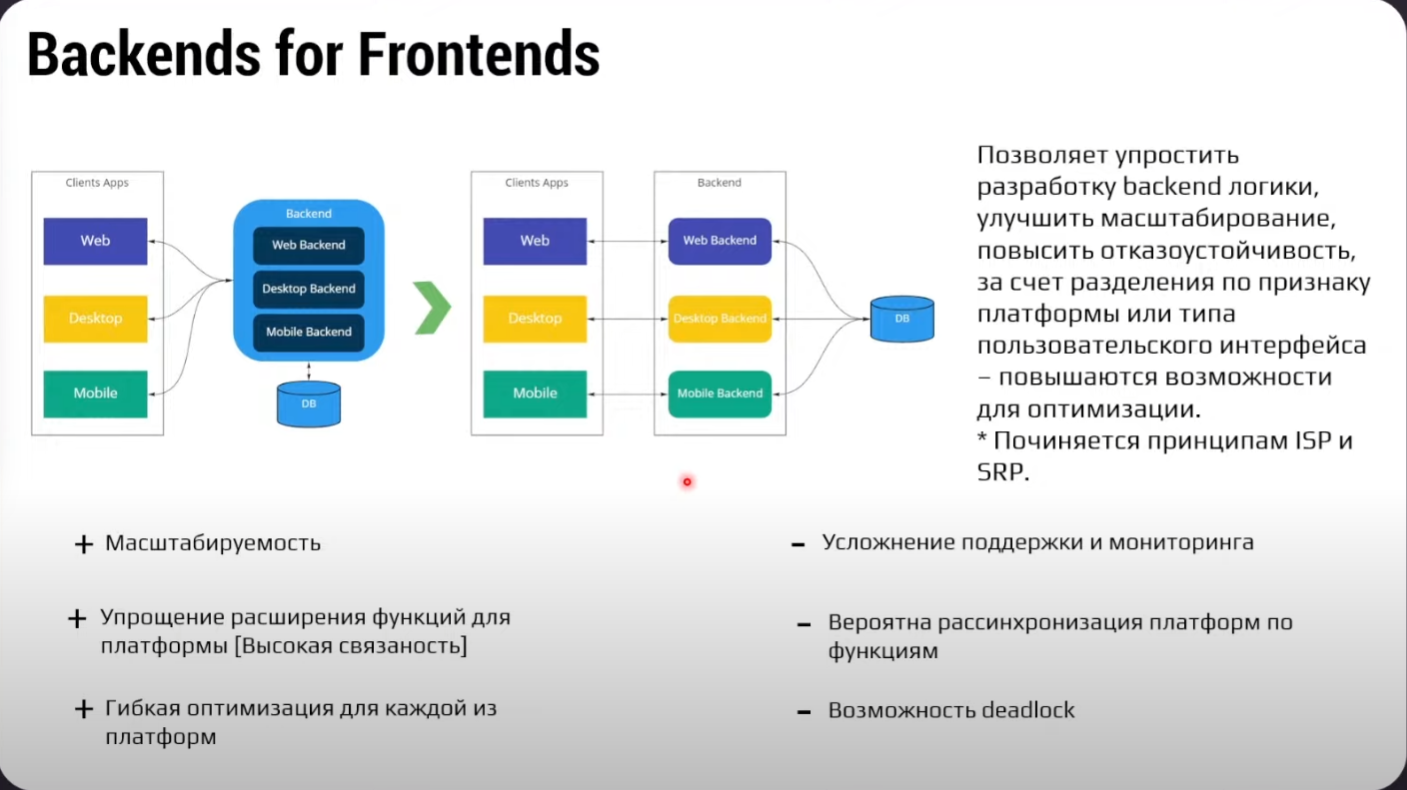 Backends for Frontends
Clients Apps
Web
Desktop
Mobile
Backend
Web Backend
Desktop Backend
Mobile Backend
DB
Clients Apps
Web
Desktop
Mobile
Backend
Web Backend
Desktop Backend
Mobile Backend
DB
Позволяет упростить
разработку backend логики,
улучшить масштабирование,
повысить отказоустойчивость,
за счет разделения по признаку
платформы или типа
пользовательского интерфейса
– повышаются возможности
для оптимизации.
* Починяется принципам ISP и
SRP.
+ Масштабируемость
+ Упрощение расширения функций для
платформы [Высокая связаность]
+ Гибкая оптимизация для каждой из
платформ
- Усложнение поддержки и мониторинга
- Вероятна рассинхронизация платформ по
функциям
- Возможность deadlock